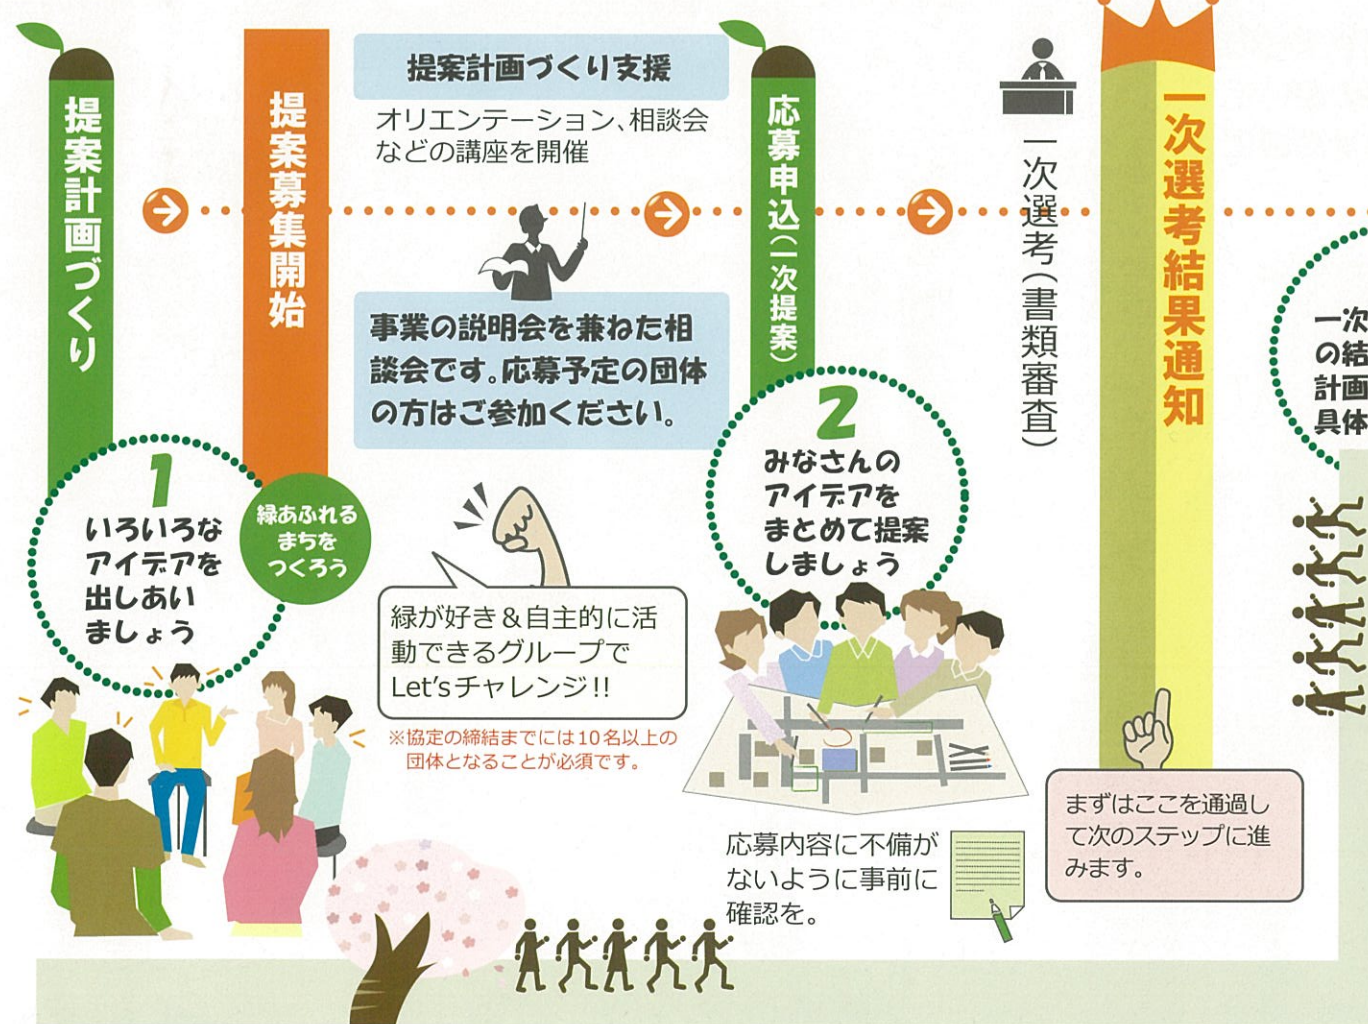 提案計画づくり
1
いろいろな
アイデアを
出しあい
ましょう
提案募集開始
緑あふれる
まちを
つくろう
提案計画づくり支援
オリエンテーション、相談会
などの講座を開催
事業の説明会を兼ねた相
談会です。応募予定の団体
の方はご参加ください。
緑が好き＆自主的に活
動できるグループで
Let'sチャレンジ!!
※協定の締結までには10名以上の
団体となることが必須です。
応募申込(一次提案)
2
みなさんの
アイデアを
まとめて提案
しましょう
応募内容に不備が
ないように事前に
確認を。
一次選考(書類審査)
一次選考結果通知
まずはここを通過し
て次のステップに進
みます。
一次
の結
計画
具体